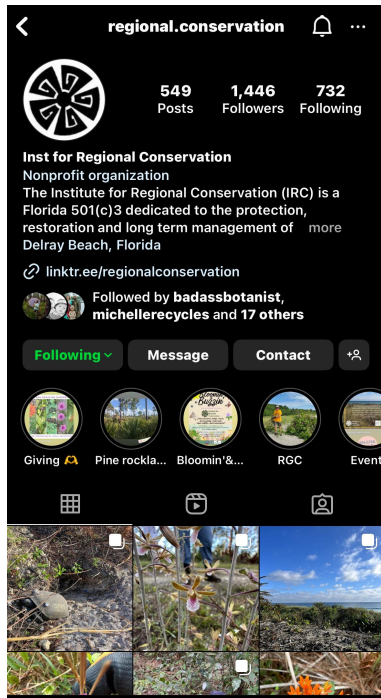 regional.conservation
549 1,446 732
Posts Followers Following
Inst for Regional Conservation
Nonprofit organization
The Institute for Regional Conservation (IRC) is a
Florida 501(c)3 dedicated to the protection,
restoration and long term management of more
Delray Beach, Florida
linktr.ee/regionalconservation
Followed by badassbotanist,
michellerecycles and 17 others
Following Message Contact
Bloomin'
Buzzin'
Giving 🫶 Pine rockla... Bloomin'&... RGC Event